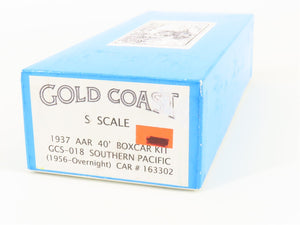 GOLD COAST
S SCALE
1937 AAR 40' BOXCAR KIT
GCS-018 SOUTHERN PACIFIC
(1956-Overnight) CAR # 163302